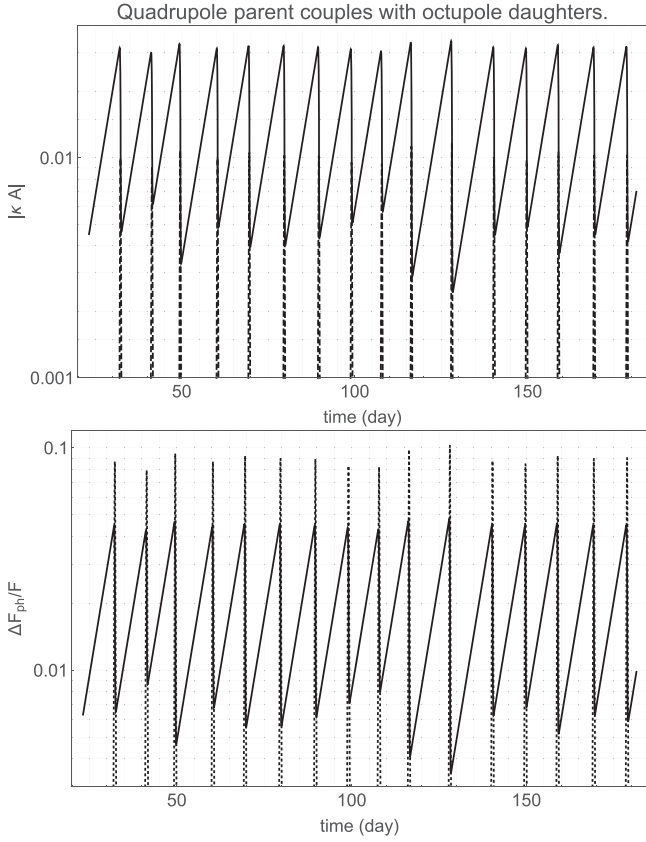 Quadrupole parent couples with octupole daughters.
|κ A|
0.01
0.001
50 100 150
time (day)
0.1
ΔFph/F
0.01
50 100 150
time (day)